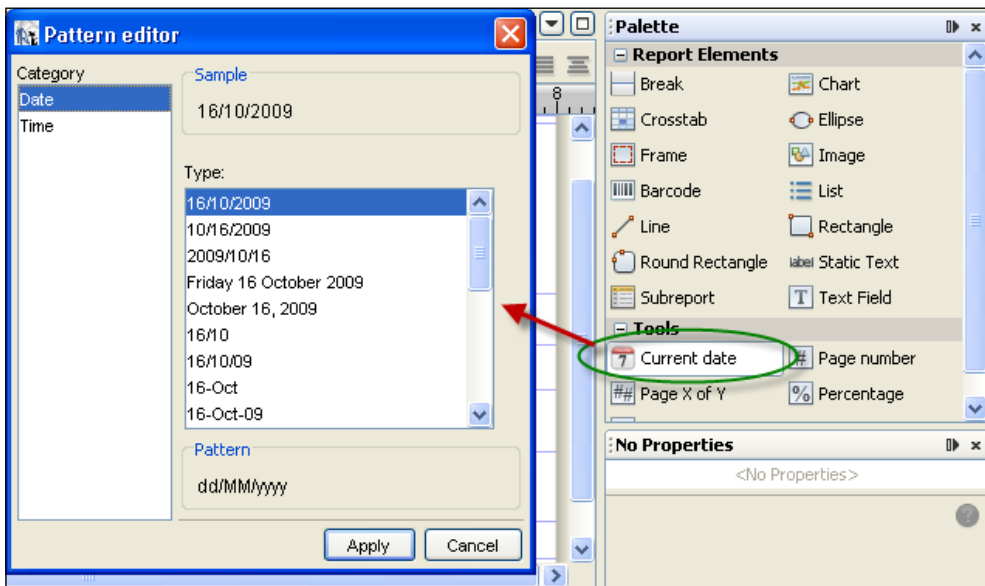 Pattern editor
Category
Date
Time
Sample
16/10/2009
Type:
16/10/2009
10/16/2009
2009/10/16
Friday 16 October 2009
October 16, 2009
16/10
16/10/09
16-Oct
16-Oct-09
Pattern
dd/MM/yyyy
Apply
Cancel
8
Palette
Report Elements
Break
Chart
Crosstab
Ellipse
Frame
Image
Barcode
List
Line
Rectangle
Round Rectangle
label Static Text
Subreport
T Text Field
Tools
7 Current date
# Page number
## Page X of Y
% Percentage
No Properties
<No Properties>
?